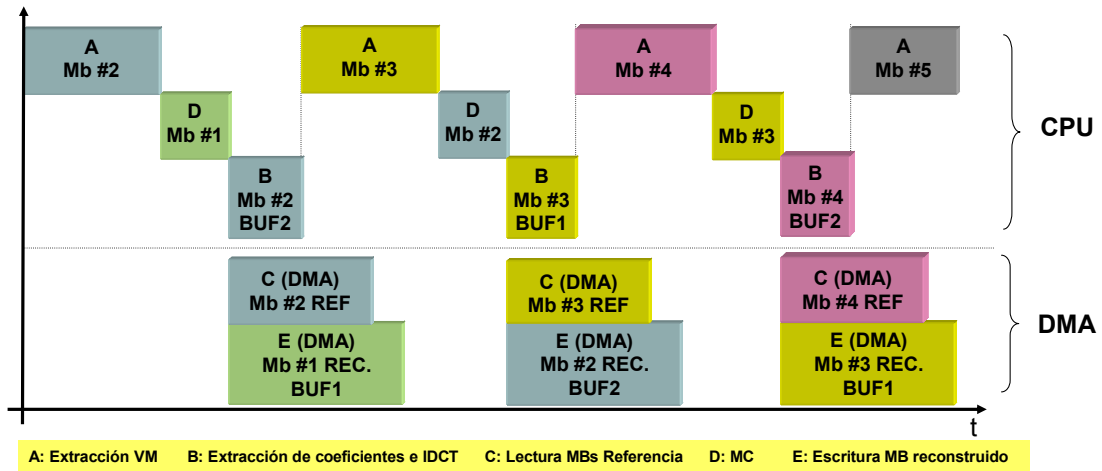 A
Mb #2
A
Mb #3
A
Mb #4
A
Mb #5
D
Mb #1
D
Mb #2
D
Mb #3
CPU
B
Mb #2
BUF2
B
Mb #3
BUF1
B
Mb #4
BUF2
C (DMA)
Mb #2 REF
C (DMA)
Mb #3 REF
C (DMA)
Mb #4 REF
DMA
E (DMA)
Mb #1 REC.
BUF1
E (DMA)
Mb #2 REC.
BUF2
E (DMA)
Mb #3 REC.
BUF1
t
A: Extracción VM B: Extracción de coeficientes e IDCT C: Lectura MBs Referencia D: MC E: Escritura MB reconstruido